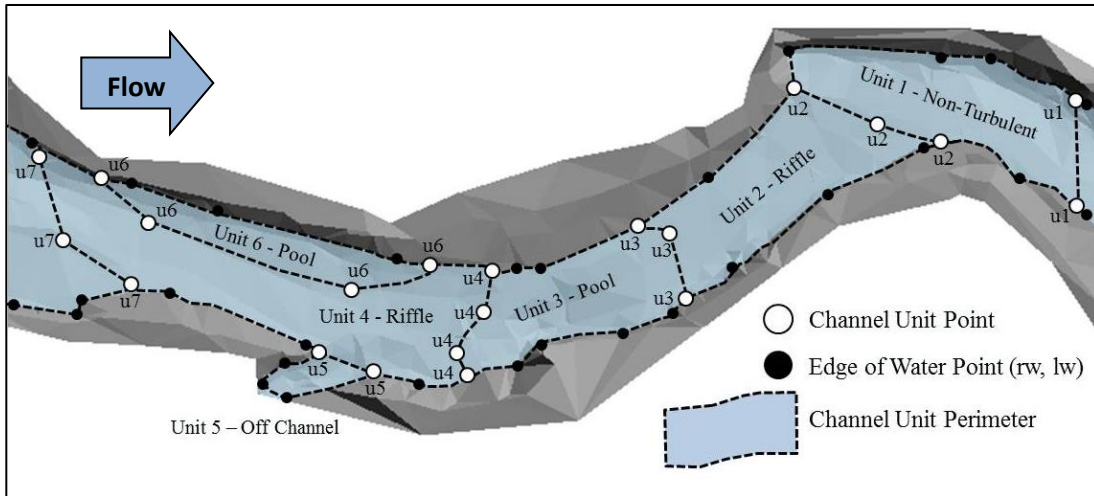 Flow
Unit 1 - Non-Turbulent
u1
u2
u2
u2
u1
Unit 2 - Riffle
u6
u7
u6
Unit 6 - Pool
u3
u3
u7
u6
u6
u4
Unit 3 - Pool
u3
u7
Unit 4 - Riffle
u4
u4
u4
u5
u5
Unit 5 – Off Channel
Channel Unit Point
Edge of Water Point (rw, lw)
Channel Unit Perimeter